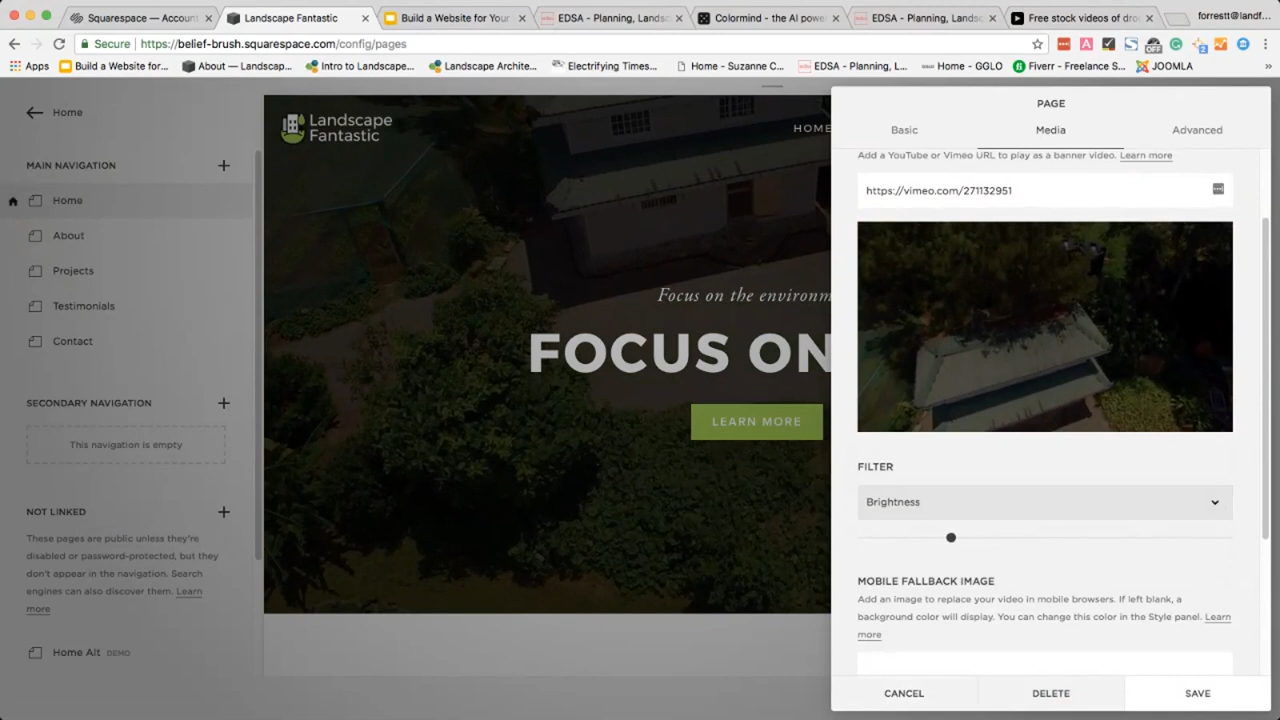 Squarespace — Account
Landscape Fantastic
Build a Website for Your
EDSA - Planning, Landsc
Colormind - the AI power
EDSA - Planning, Landsc
Free stock videos of dro
forrestt@landf...
Secure
https://belief-brush.squarespace.com/config/pages
OFF
2
Apps
Build a Website for...
About — Landscap...
Intro to Landscape...
Landscape Archite...
Electrifying Times...
Home - Suzanne C...
EDSA - Planning, L...
Home - GGLO
Fiverr - Freelance S...
JOOMLA
»
Home
MAIN NAVIGATION
Home
About
Projects
Testimonials
Contact
SECONDARY NAVIGATION
This navigation is empty
NOT LINKED
These pages are public unless they're
disabled or password-protected, but they
don't appear in the navigation. Search
engines can also discover them. Learn
more
Home Alt DEMO
Landscape
Fantastic
HOME
Focus on the environm
FOCUS ON
LEARN MORE
PAGE
Basic
Media
Advanced
Add a YouTube or Vimeo URL to play as a banner video. Learn more
https://vimeo.com/271132951
FILTER
Brightness
MOBILE FALLBACK IMAGE
Add an image to replace your video in mobile browsers. If left blank, a
background color will display. You can change this color in the Style panel. Learn
more
CANCEL
DELETE
SAVE